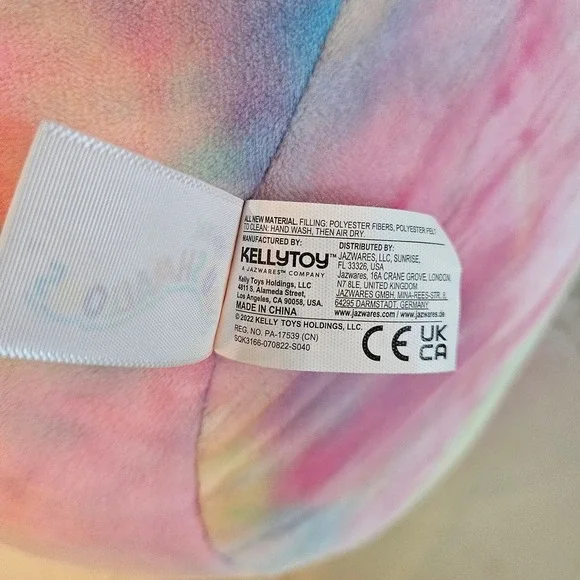 ALL NEW MATERIAL. FILLING: POLYESTER FIBERS, POLYESTER PELLET
TO CLEAN: HAND WASH, THEN AIR DRY.
MANUFACTURED BY:
KELLYTOY™
A JAZWARES™ COMPANY
Kelly Toys Holdings, LLC
4811 S. Alameda Street,
Los Angeles, CA 90058, USA.
MADE IN CHINA
DISTRIBUTED BY:
JAZWARES, LLC, SUNRISE,
FL 33326, USA
Jazwares, 16A CRANE GROVE, LONDON,
N7 8LE, UNITED KINGDOM
JAZWARES GMBH, MINA-REES-STR. 8,
64295 DARMSTADT, GERMANY
www.jazwares.com / www.jazwares.de
© 2022 KELLY TOYS HOLDINGS, LLC.
REG. NO. PA-17539 (CN)
SQK3166-070822-S040
CE UK
CA